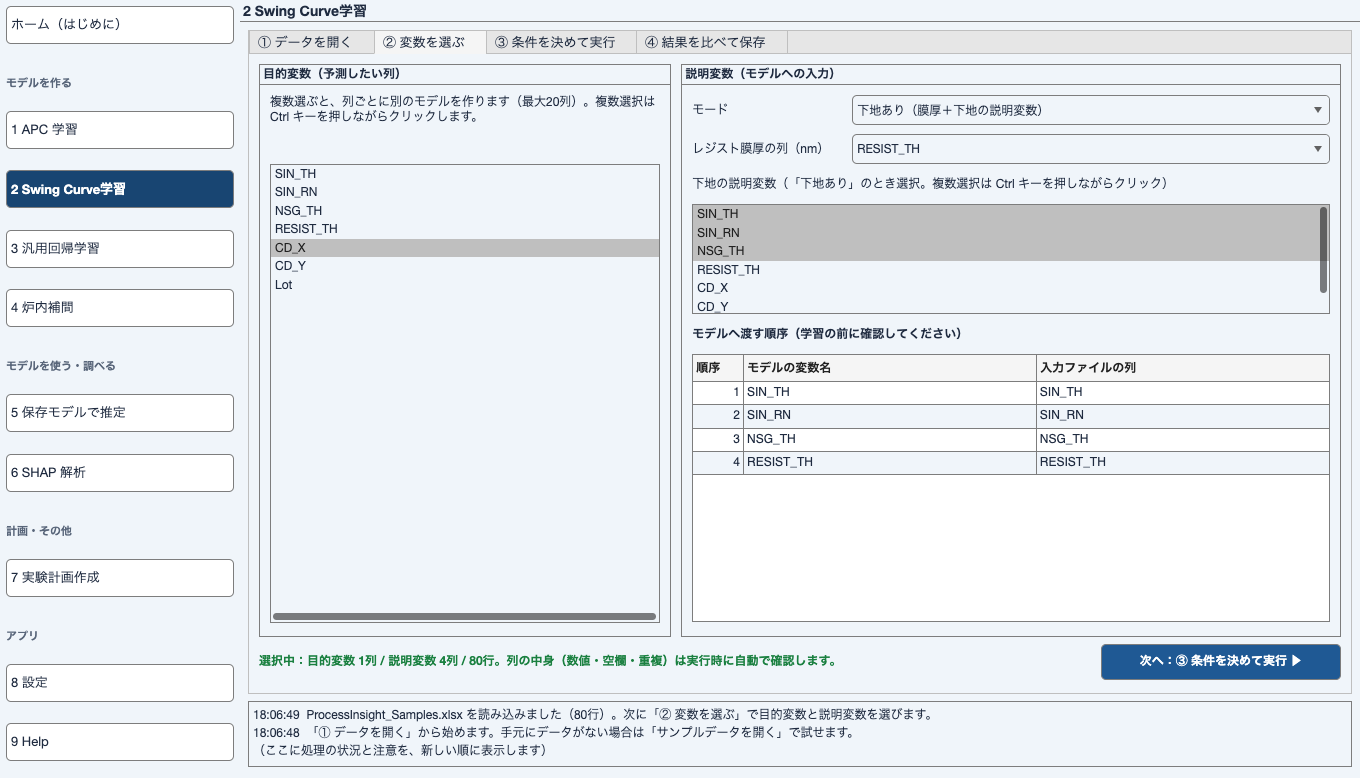 ホーム（はじめに）
モデルを作る
1 APC 学習
2 Swing Curve学習
3 汎用回帰学習
4 炉内補間
モデルを使う・調べる
5 保存モデルで推定
6 SHAP 解析
計画・その他
7 実験計画作成
アプリ
8 設定
9 Help
2 Swing Curve学習
① データを開く
② 変数を選ぶ
③ 条件を決めて実行
④ 結果を比べて保存
目的変数（予測したい列）
複数選ぶと、列ごとに別のモデルを作ります（最大20列）。複数選択は
Ctrl キーを押しながらクリックします。
SIN_TH
SIN_RN
NSG_TH
RESIST_TH
CD_X
CD_Y
Lot
説明変数（モデルへの入力）
モード 下地あり（膜厚＋下地の説明変数）
レジスト膜厚の列（nm） RESIST_TH
下地の説明変数（「下地あり」のとき選択。複数選択は Ctrl キーを押しながらクリック）
SIN_TH
SIN_RN
NSG_TH
RESIST_TH
CD_X
CD_Y
モデルへ渡す順序（学習の前に確認してください）
順序 モデルの変数名 入力ファイルの列
1 SIN_TH SIN_TH
2 SIN_RN SIN_RN
3 NSG_TH NSG_TH
4 RESIST_TH RESIST_TH
選択中：目的変数 1列 / 説明変数 4列 / 80行。列の中身（数値・空欄・重複）は実行時に自動で確認します。
次へ：③ 条件を決めて実行 ▶
18:06:49 ProcessInsight_Samples.xlsx を読み込みました（80行）。次に「② 変数を選ぶ」で目的変数と説明変数を選びます。
18:06:48 「① データを開く」から始めます。手元にデータがない場合は「サンプルデータを開く」で試せます。
（ここに処理の状況と注意を、新しい順に表示します）